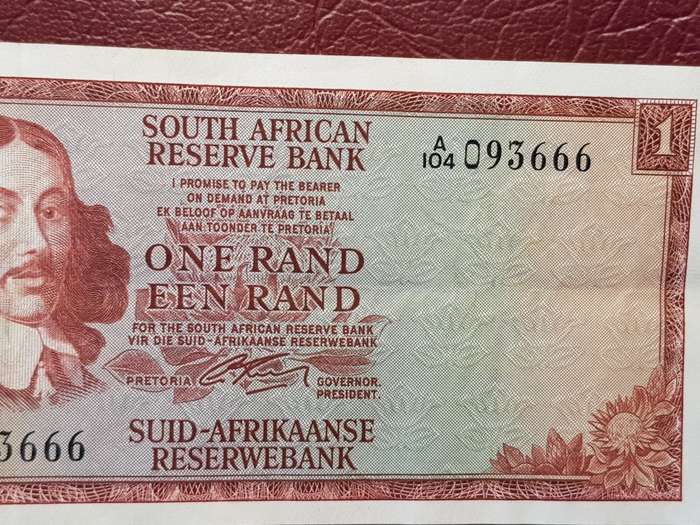 SOUTH AFRICAN
RESERVE BANK
A
104 093666
1
I PROMISE TO PAY THE BEARER
ON DEMAND AT PRETORIA
EK BELOOF OP AANVRAAG TE BETAAL
AAN TOONDER TE PRETORIA
ONE RAND
EEN RAND
FOR THE SOUTH AFRICAN RESERVE BANK
VIR DIE SUID-AFRIKAANSE RESERWEBANK
PRETORIA
GOVERNOR.
PRESIDENT.
3666
SUID-AFRIKAANSE
RESERWEBANK